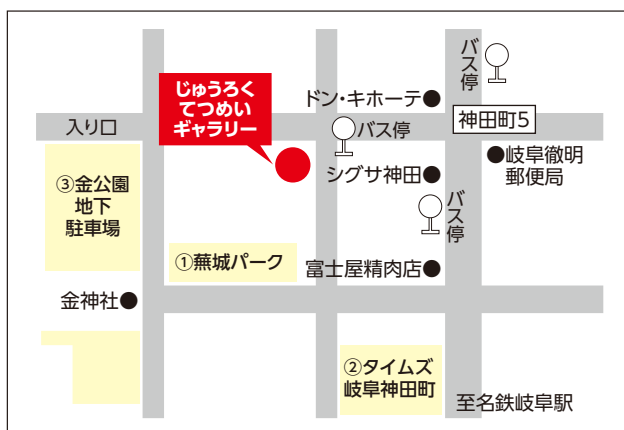 バス停
じゅうろく
てつめい
ギャラリー
ドン・キホーテ
入り口
バス停
神田町5
岐阜徹明
郵便局
③金公園
地下
駐車場
シグサ神田
バス停
①蕪城パーク
富士屋精肉店
金神社
②タイムズ
岐阜神田町
至名鉄岐阜駅